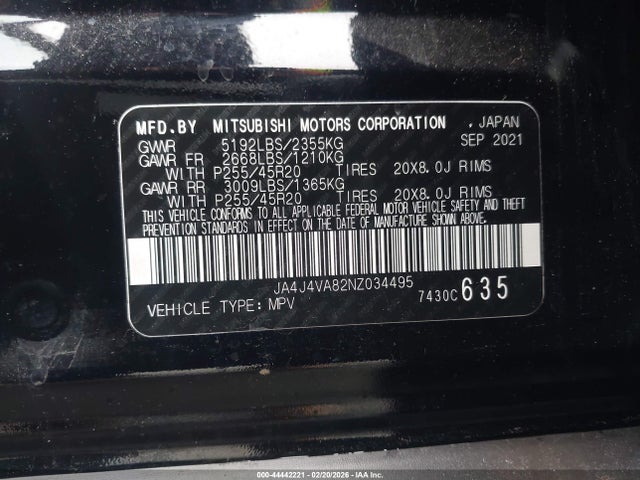 MFD.BY MITSUBISHI MOTORS CORPORATION . JAPAN
GVWR 5192LBS/2355KG SEP 2021
GAWR FR 2668LBS/1210KG
WITH P255/45R20 TIRES 20X8.0J RIMS
GAWR RR 3009LBS/1365KG
WITH P255/45R20 TIRES 20X8.0J RIMS
THIS VEHICLE CONFORMS TO ALL APPLICABLE FEDERAL MOTOR VEHICLE SAFETY AND THEFT
PREVENTION STANDARDS IN EFFECT ON THE DATE OF MANUFACTURE SHOWN ABOVE.
JA4J4VA82NZ034495
VEHICLE TYPE: MPV 7430C 635
000-44442221 - 02/20/2026 - IAA Inc.